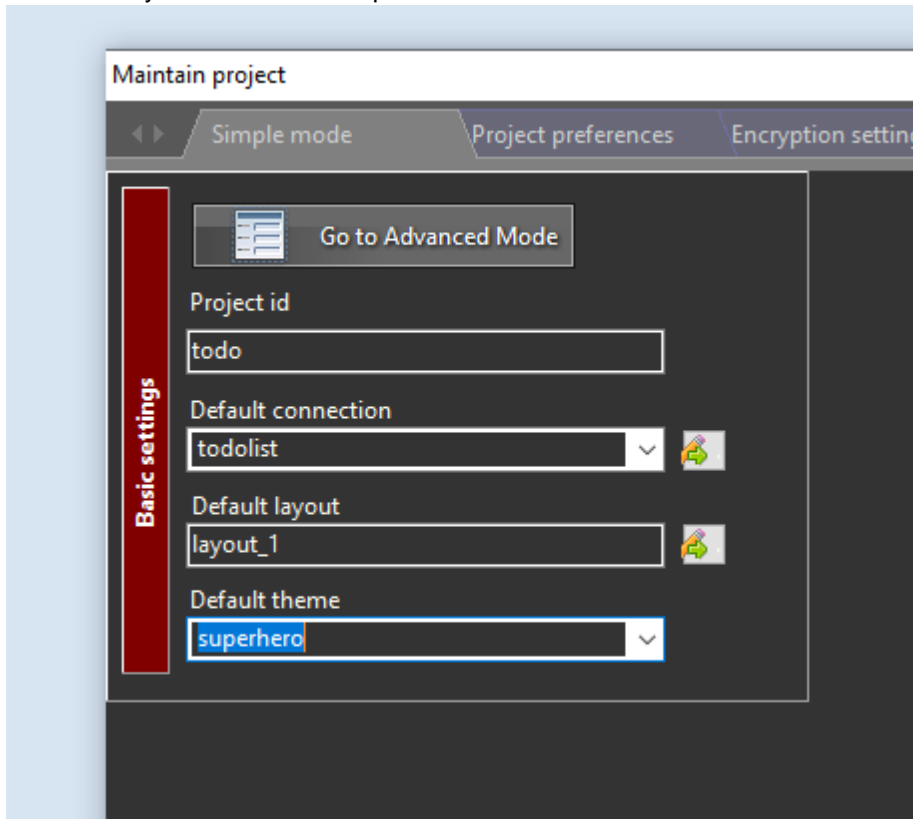 Maintain project
Simple mode
Project preferences
Encryption setting
Go to Advanced Mode
Basic settings
Project id
todo
Default connection
todolist
Default layout
layout_1
Default theme
superhero